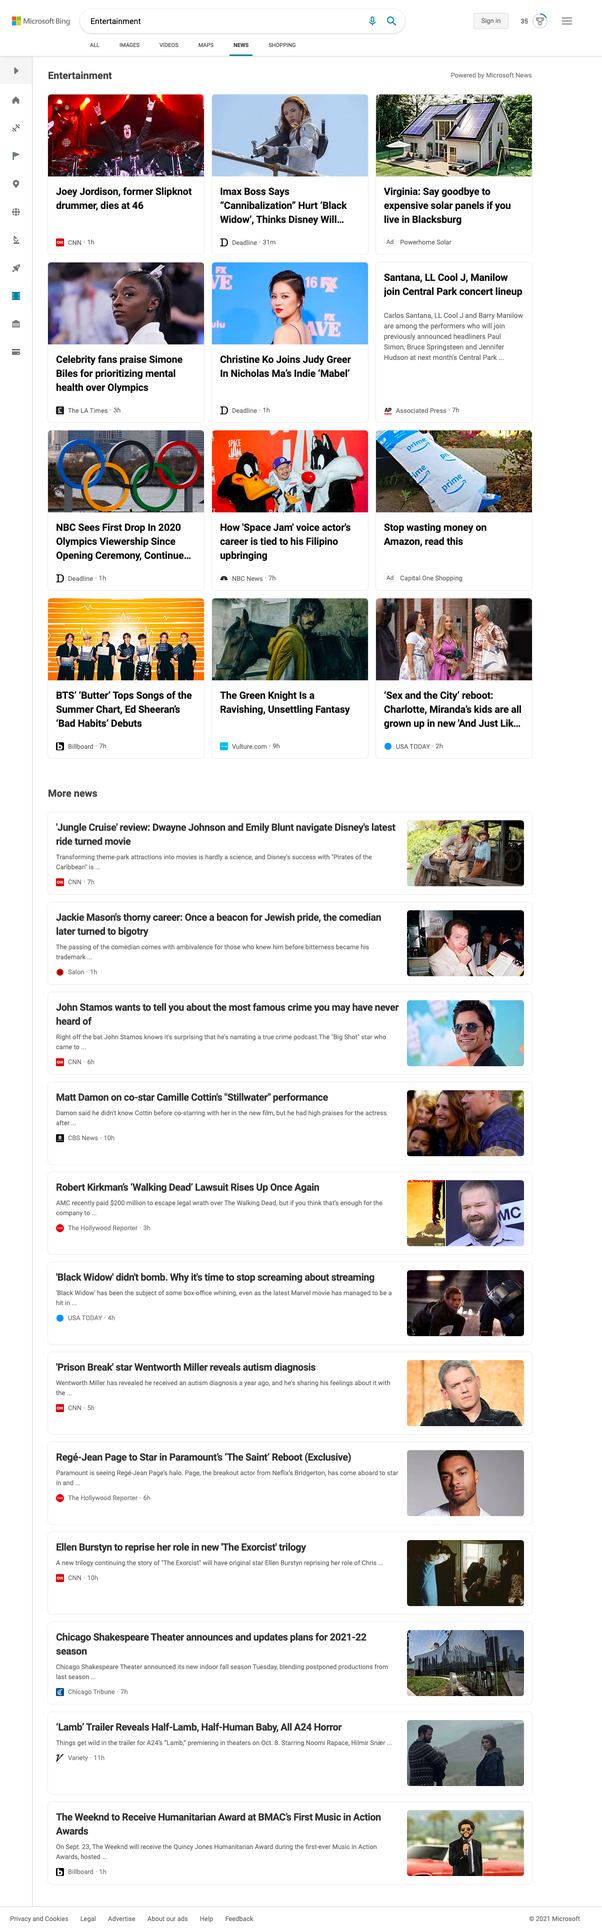 Microsoft Bing
Entertainment
Sign in
35
ALL
IMAGES
VIDEOS
MAPS
NEWS
SHOPPING
Entertainment
Powered by Microsoft News
Joey Jordison, former Slipknot
drummer, dies at 46
CNN · 1h
Imax Boss Says
“Cannibalization” Hurt ‘Black
Widow’, Thinks Disney Will...
Deadline · 31m
Virginia: Say goodbye to
expensive solar panels if you
live in Blacksburg
Ad Powerhome Solar
Celebrity fans praise Simone
Biles for prioritizing mental
health over Olympics
The LA Times · 3h
Christine Ko Joins Judy Greer
In Nicholas Ma’s Indie ‘Mabel’
Deadline · 1h
Santana, LL Cool J, Manilow
join Central Park concert lineup
Carlos Santana, LL Cool J and Barry Manilow
are among the performers who will join
previously announced headliners Paul
Simon, Bruce Springsteen and Jennifer
Hudson at next month's Central Park ...
AP Associated Press · 7h
NBC Sees First Drop In 2020
Olympics Viewership Since
Opening Ceremony, Continue...
Deadline · 1h
How 'Space Jam' voice actor's
career is tied to his Filipino
upbringing
NBC News · 7h
prime
prime
Stop wasting money on
Amazon, read this
Ad Capital One Shopping
BTS’ ‘Butter’ Tops Songs of the
Summer Chart, Ed Sheeran’s
‘Bad Habits’ Debuts
Billboard · 7h
The Green Knight Is a
Ravishing, Unsettling Fantasy
Vulture.com · 9h
‘Sex and the City’ reboot:
Charlotte, Miranda’s kids are all
grown up in new 'And Just Lik...
USA TODAY · 2h
More news
'Jungle Cruise' review: Dwayne Johnson and Emily Blunt navigate Disney's latest
ride turned movie
Transforming theme-park attractions into movies is hardly a science, and Disney's success with "Pirates of the
Caribbean" is ...
CNN · 7h
Jackie Mason's thorny career: Once a beacon for Jewish pride, the comedian
later turned to bigotry
The passing of the comedian comes with ambivalence for those who knew him before bitterness became his
trademark ...
Salon · 1h
John Stamos wants to tell you about the most famous crime you may have never
heard of
Right off the bat John Stamos knows it's surprising that he's narrating a true crime podcast.The "Big Shot" star who
came to ...
CNN · 6h
Matt Damon on co-star Camille Cottin's "Stillwater" performance
Damon said he didn't know Cottin before co-starring with her in the new film, but he had high praises for the actress
after ...
CBS News · 10h
Robert Kirkman’s ‘Walking Dead’ Lawsuit Rises Up Once Again
AMC recently paid $200 million to escape legal wrath over The Walking Dead, but if you think that's enough for the
company to ...
The Hollywood Reporter · 3h
'Black Widow' didn't bomb. Why it's time to stop screaming about streaming
'Black Widow' has been the subject of some box-office whining, even as the latest Marvel movie has managed to be a
hit in ...
USA TODAY · 4h
'Prison Break' star Wentworth Miller reveals autism diagnosis
Wentworth Miller has revealed he received an autism diagnosis a year ago, and he's sharing his feelings about it with
the ...
CNN · 5h
Regé-Jean Page to Star in Paramount’s ‘The Saint’ Reboot (Exclusive)
Paramount is seeing Regé-Jean Page's halo. Page, the breakout actor from Neflix's Bridgerton, has come aboard to star
in and ...
The Hollywood Reporter · 6h
Ellen Burstyn to reprise her role in new 'The Exorcist' trilogy
A new trilogy continuing the story of "The Exorcist" will have original star Ellen Burstyn reprising her role of Chris ...
CNN · 10h
Chicago Shakespeare Theater announces and updates plans for 2021-22
season
Chicago Shakespeare Theater announced its new indoor fall season Tuesday, blending postponed productions from
last season ...
Chicago Tribune · 7h
‘Lamb’ Trailer Reveals Half-Lamb, Half-Human Baby, All A24 Horror
Things get wild in the trailer for A24's "Lamb," premiering in theaters on Oct. 8. Starring Noomi Rapace, Hilmir Snær ...
Variety · 11h
The Weeknd to Receive Humanitarian Award at BMAC’s First Music in Action
Awards
On Sept. 23, The Weeknd will receive the Quincy Jones Humanitarian Award during the first-ever Music in Action
Awards, hosted ...
Billboard · 1h
Privacy and Cookies
Legal
Advertise
About our ads
Help
Feedback
© 2021 Microsoft